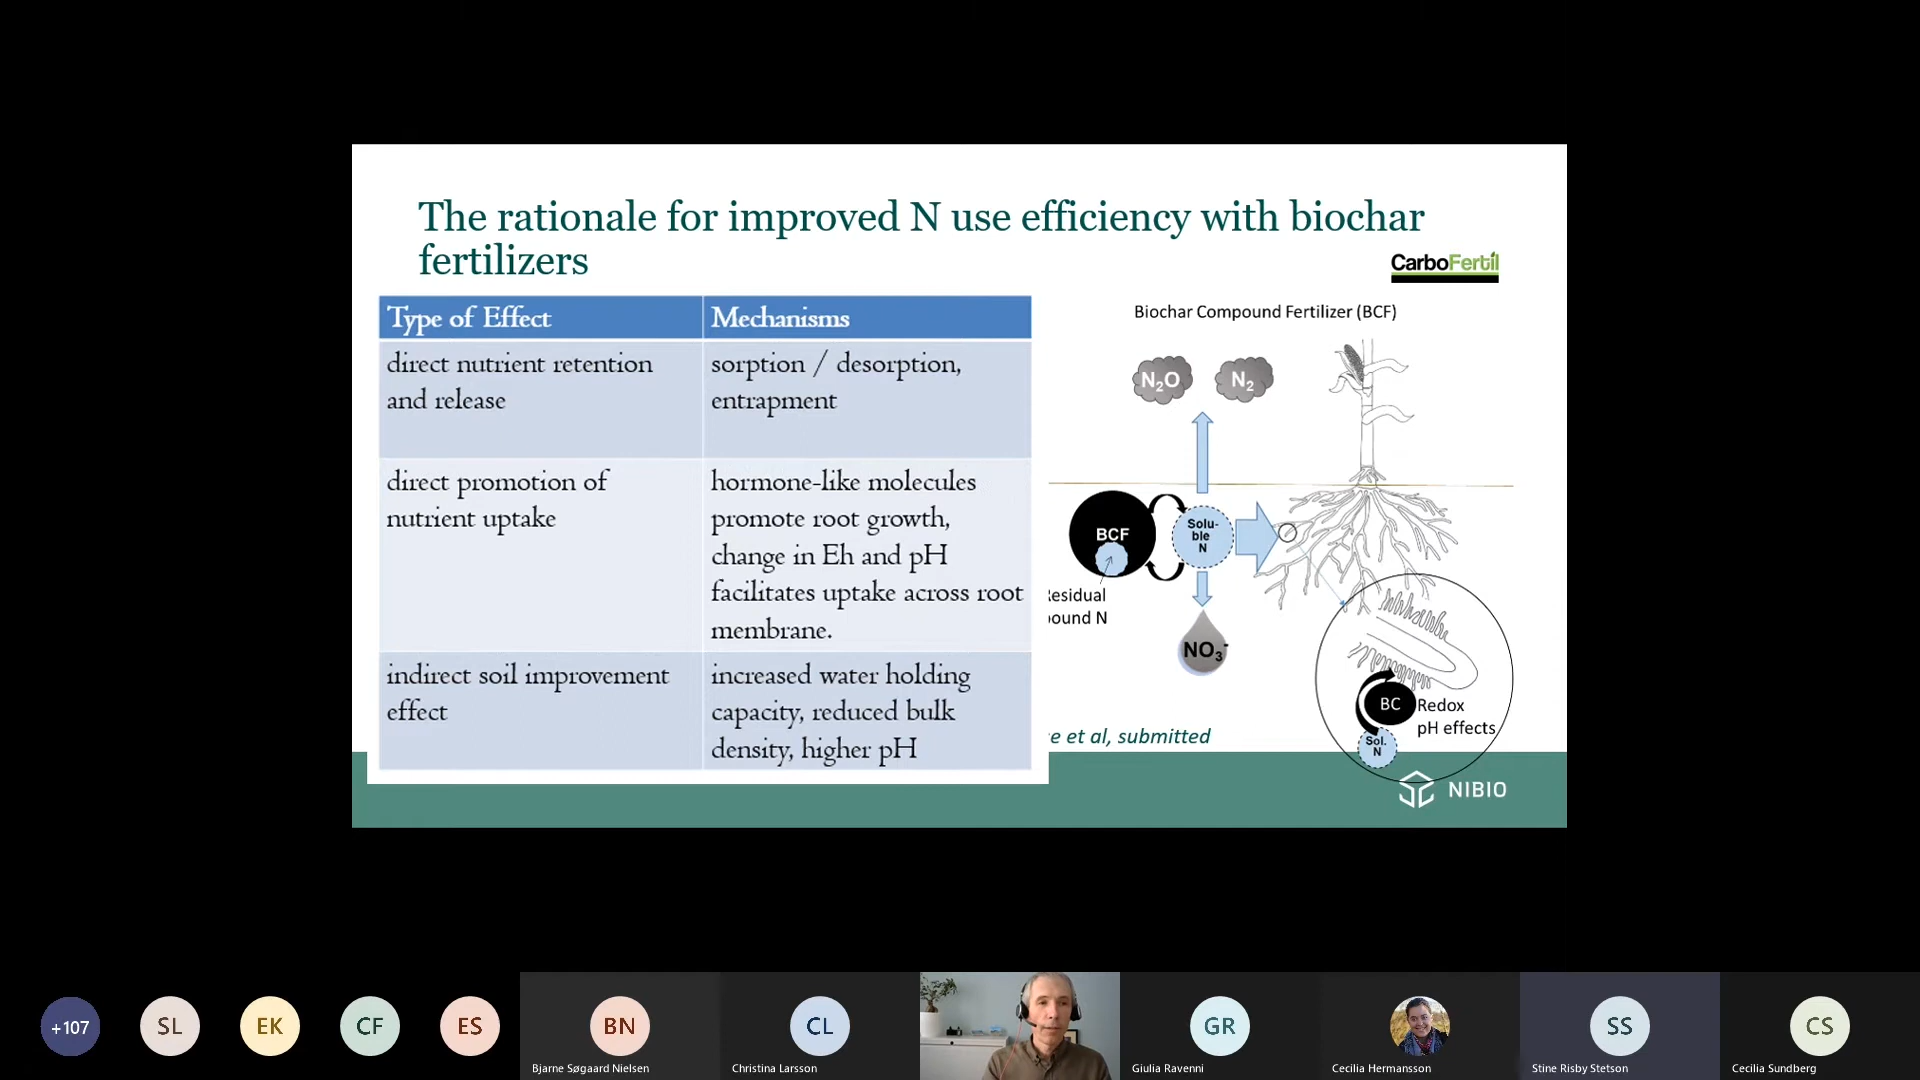 The rationale for improved N use efficiency with biochar
fertilizers
CarboFertil
Type of Effect
Mechanisms
direct nutrient retention
and release
sorption / desorption,
entrapment
direct promotion of
nutrient uptake
hormone-like molecules
promote root growth,
change in Eh and pH
facilitates uptake across root
membrane.
indirect soil improvement
effect
increased water holding
capacity, reduced bulk
density, higher pH
Biochar Compound Fertilizer (BCF)
N₂O
N₂
BCF
Solu-
ble
N
esidual
ound N
NO₃⁻
BC
Redox
pH effects
Sol.
N
e et al, submitted
NIBIO
+107
SL
EK
CF
ES
BN
CL
GR
SS
CS
Bjarne Søgaard Nielsen
Christina Larsson
Giulia Ravenni
Cecilia Hermansson
Stine Risby Stetson
Cecilia Sundberg